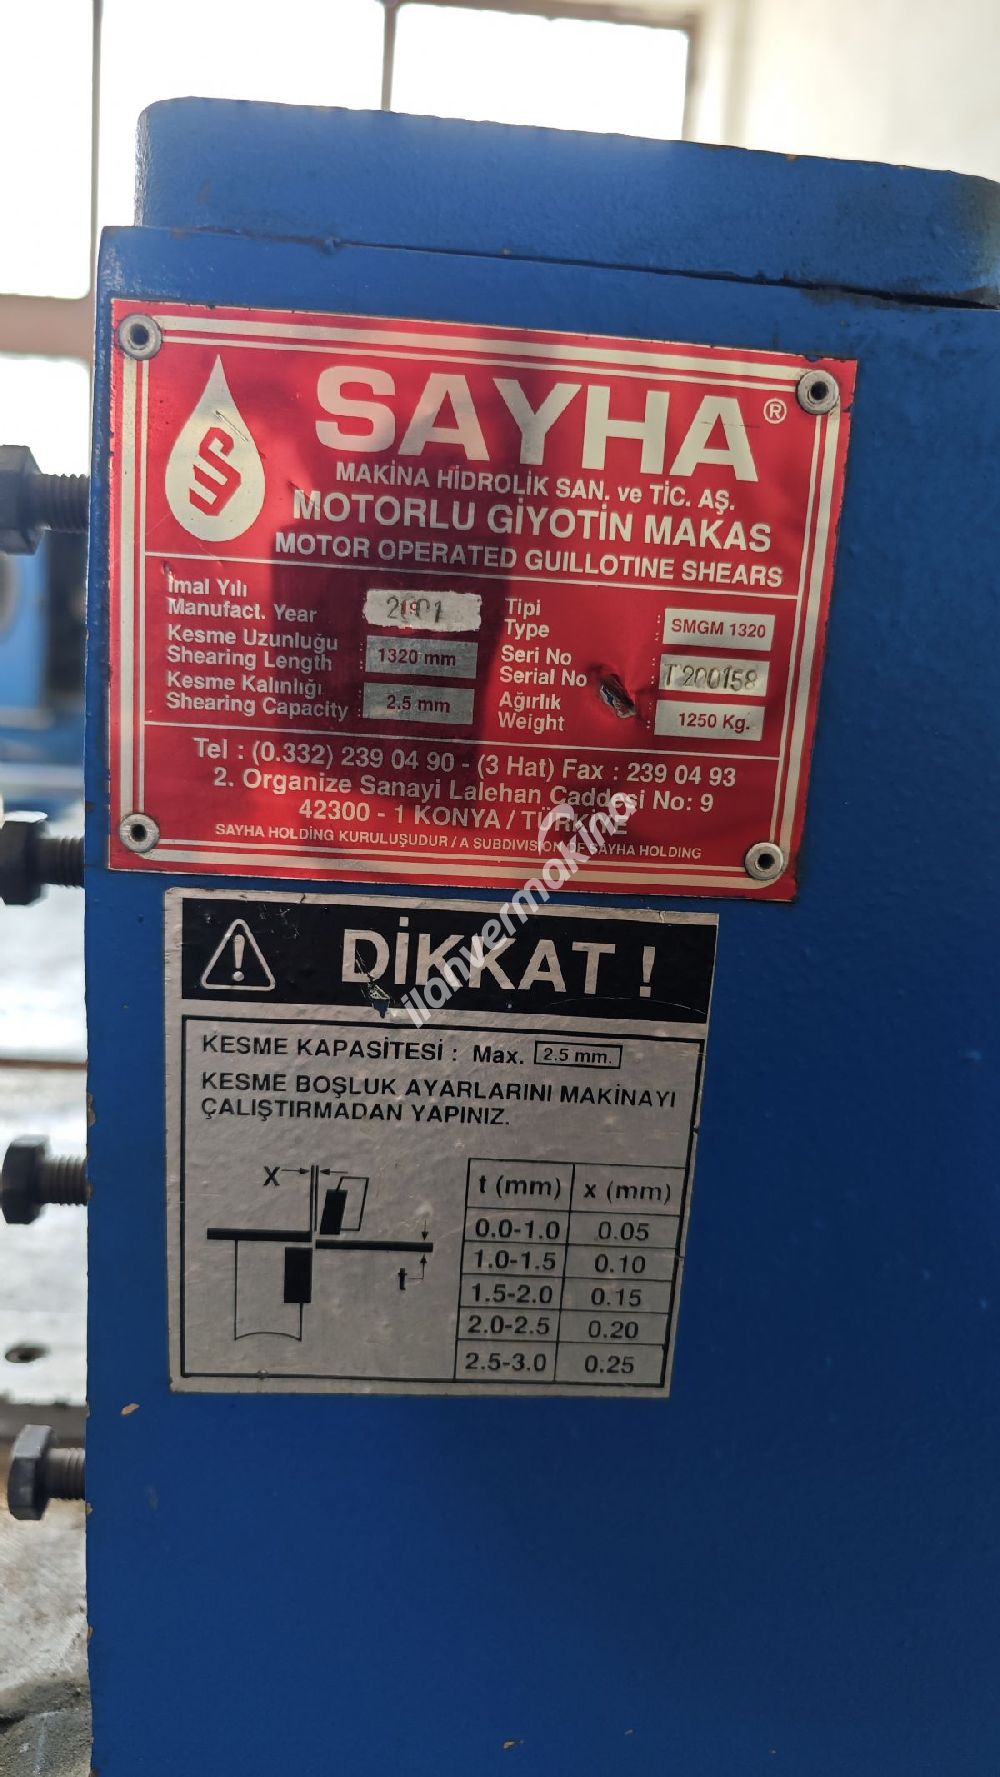 SAYHA®
MAKİNA HİDROLİK SAN. ve TİC. AŞ.
MOTORLU GİYOTİN MAKAS
MOTOR OPERATED GUILLOTINE SHEARS
İmal Yılı
Manufact. Year : 2001
Kesme Uzunluğu
Shearing Length : 1320 mm
Kesme Kalınlığı
Shearing Capacity : 2.5 mm
Tipi
Type : SMGM 1320
Seri No
Serial No : T200158
Ağırlık
Weight : 1250 Kg.
Tel : (0.332) 239 04 90 - (3 Hat) Fax : 239 04 93
2. Organize Sanayi Lalehan Caddesi No: 9
42300 - 1 KONYA / TÜRKİYE
SAYHA HOLDİNG KURULUŞUDUR / A SUBDIVISION OF SAYHA HOLDING
ilanvermakina
DİKKAT !
KESME KAPASİTESİ : Max. 2.5 mm.
KESME BOŞLUK AYARLARINI MAKİNAYI
ÇALIŞTIRMADAN YAPINIZ.
X
t
t (mm) x (mm)
0.0-1.0 0.05
1.0-1.5 0.10
1.5-2.0 0.15
2.0-2.5 0.20
2.5-3.0 0.25